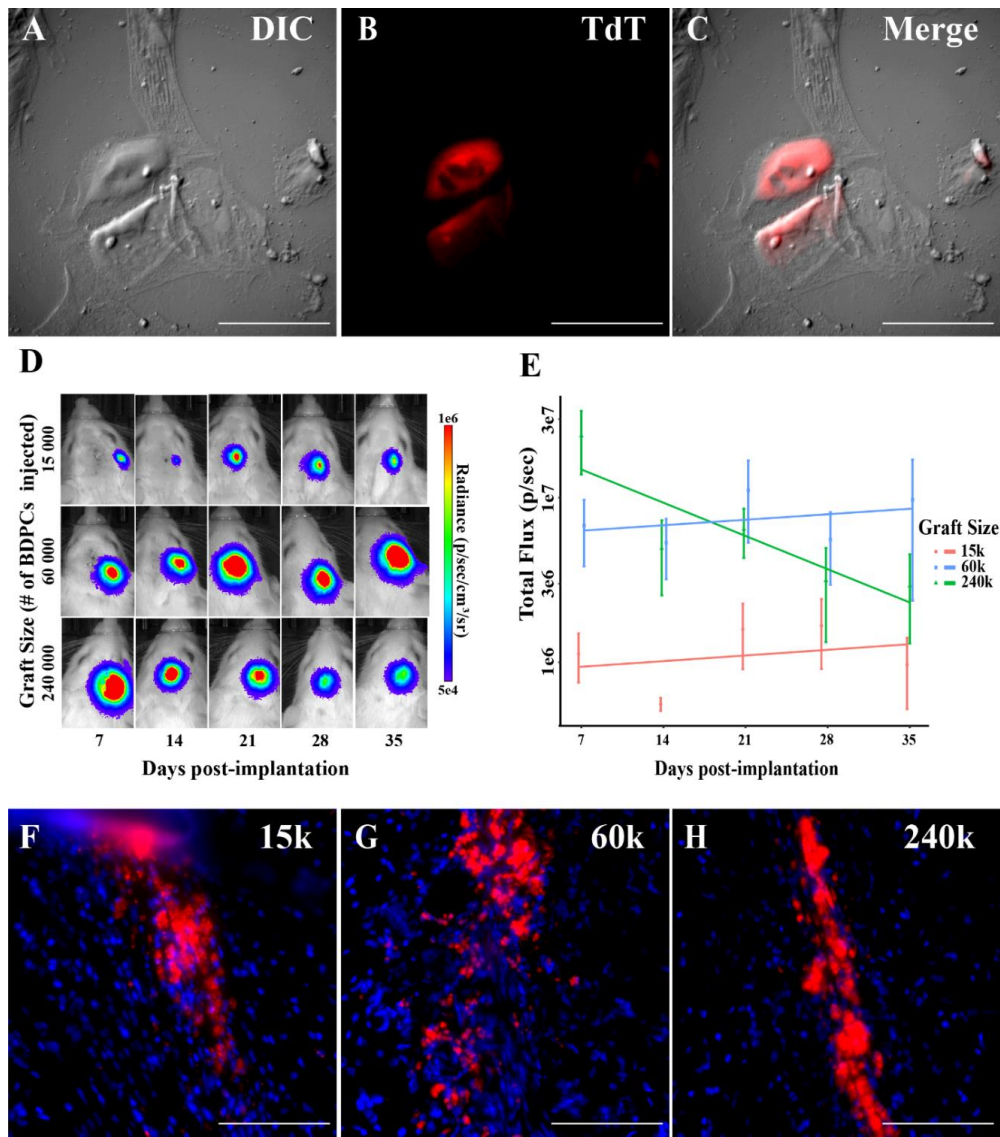 A DIC
B TdT
C Merge
D
Graft Size (# of BDPCs injected)
15 000
60 000
240 000
7 14 21 28 35
Days post-implantation
1e6
Radiance (p/sec/cm³/sr)
5e4
E
Total Flux (p/sec)
3e7
1e7
3e6
1e6
7 14 21 28 35
Days post-implantation
Graft Size
15k
60k
240k
F 15k
G 60k
H 240k